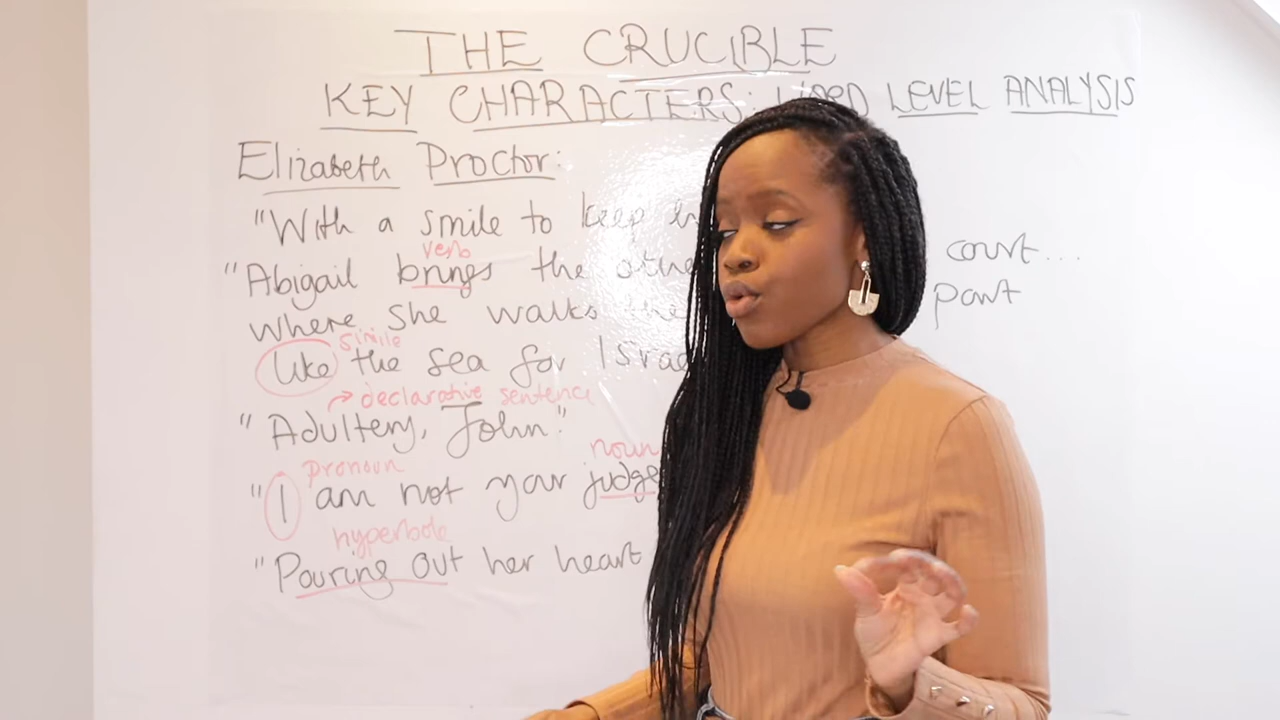 THE CRUCIBLE
KEY CHARACTERS: WORD LEVEL ANALYSIS
Elizabeth Proctor:
"With a smile to keep
verb
"Abigail brings the court...
where she walks the part
simile
like the sea for
declarative sentence
"Adultery, John."
pronoun noun
"I am not your judge
hyperbole
"Pouring out her heart